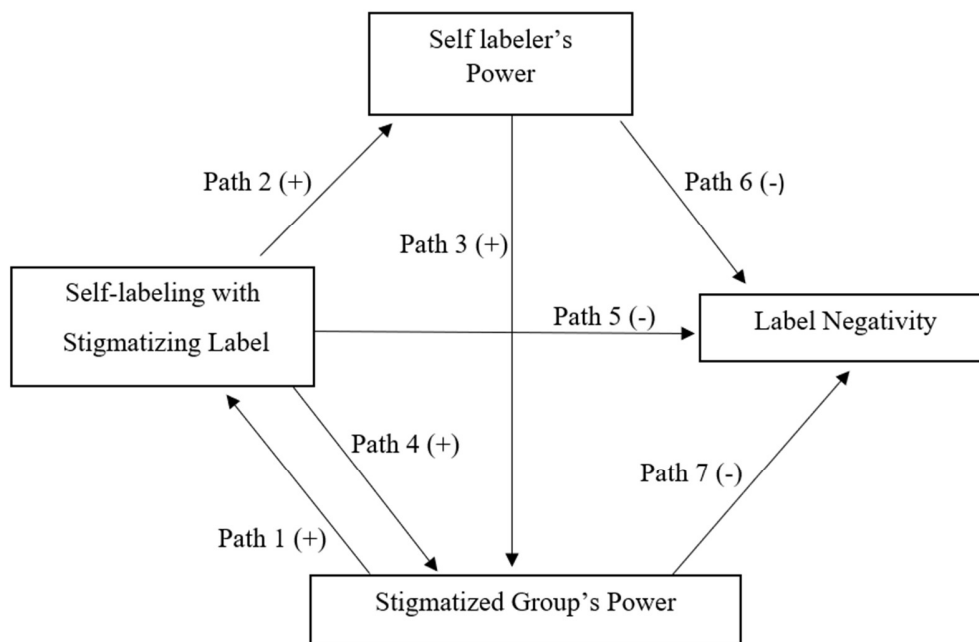 Self labeler’s
Power
Path 2 (+)
Path 6 (-)
Path 3 (+)
Self-labeling with
Stigmatizing Label
Path 5 (-)
Label Negativity
Path 4 (+)
Path 7 (-)
Path 1 (+)
Stigmatized Group’s Power